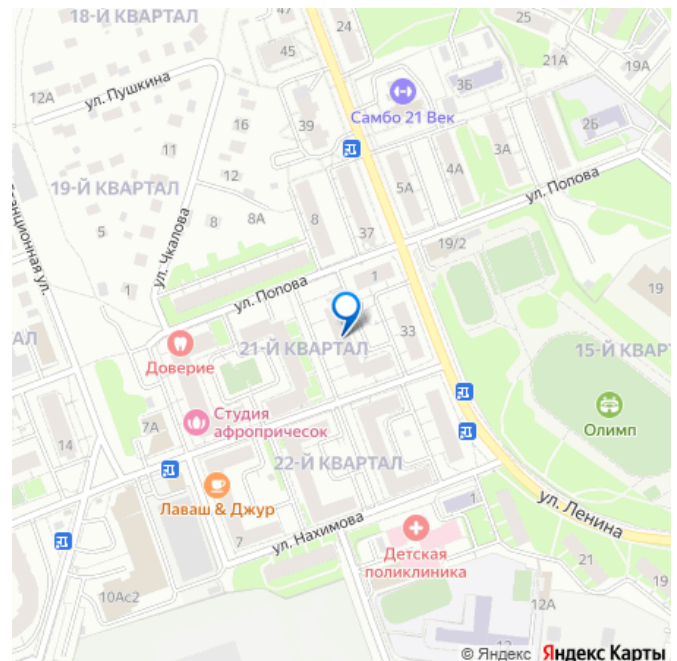 18-Й КВАРТАЛ
47
24
25
45
21А
19А
3Б
12А
ул. Пушкина
Самбо 21 Век
16
39
2Б
11
3А
4А
19-Й КВАРТАЛ
12
5А
ул. Попова
8
8А
8
37
5
ул. Чкалова
19/2
1
ул. Попова
1
19
33
АЛ
Доверие
21-Й КВАРТАЛ
15-Й КВАРТ
Олимп
Студия
афропричесок
7А
14
22-Й КВАРТАЛ
Лаваш & Джур
1
ул. Ленина
7
ул. Нахимова
Детская
поликлиника
21
19
10Ас2
12А
© Яндекс Яндекс Карты